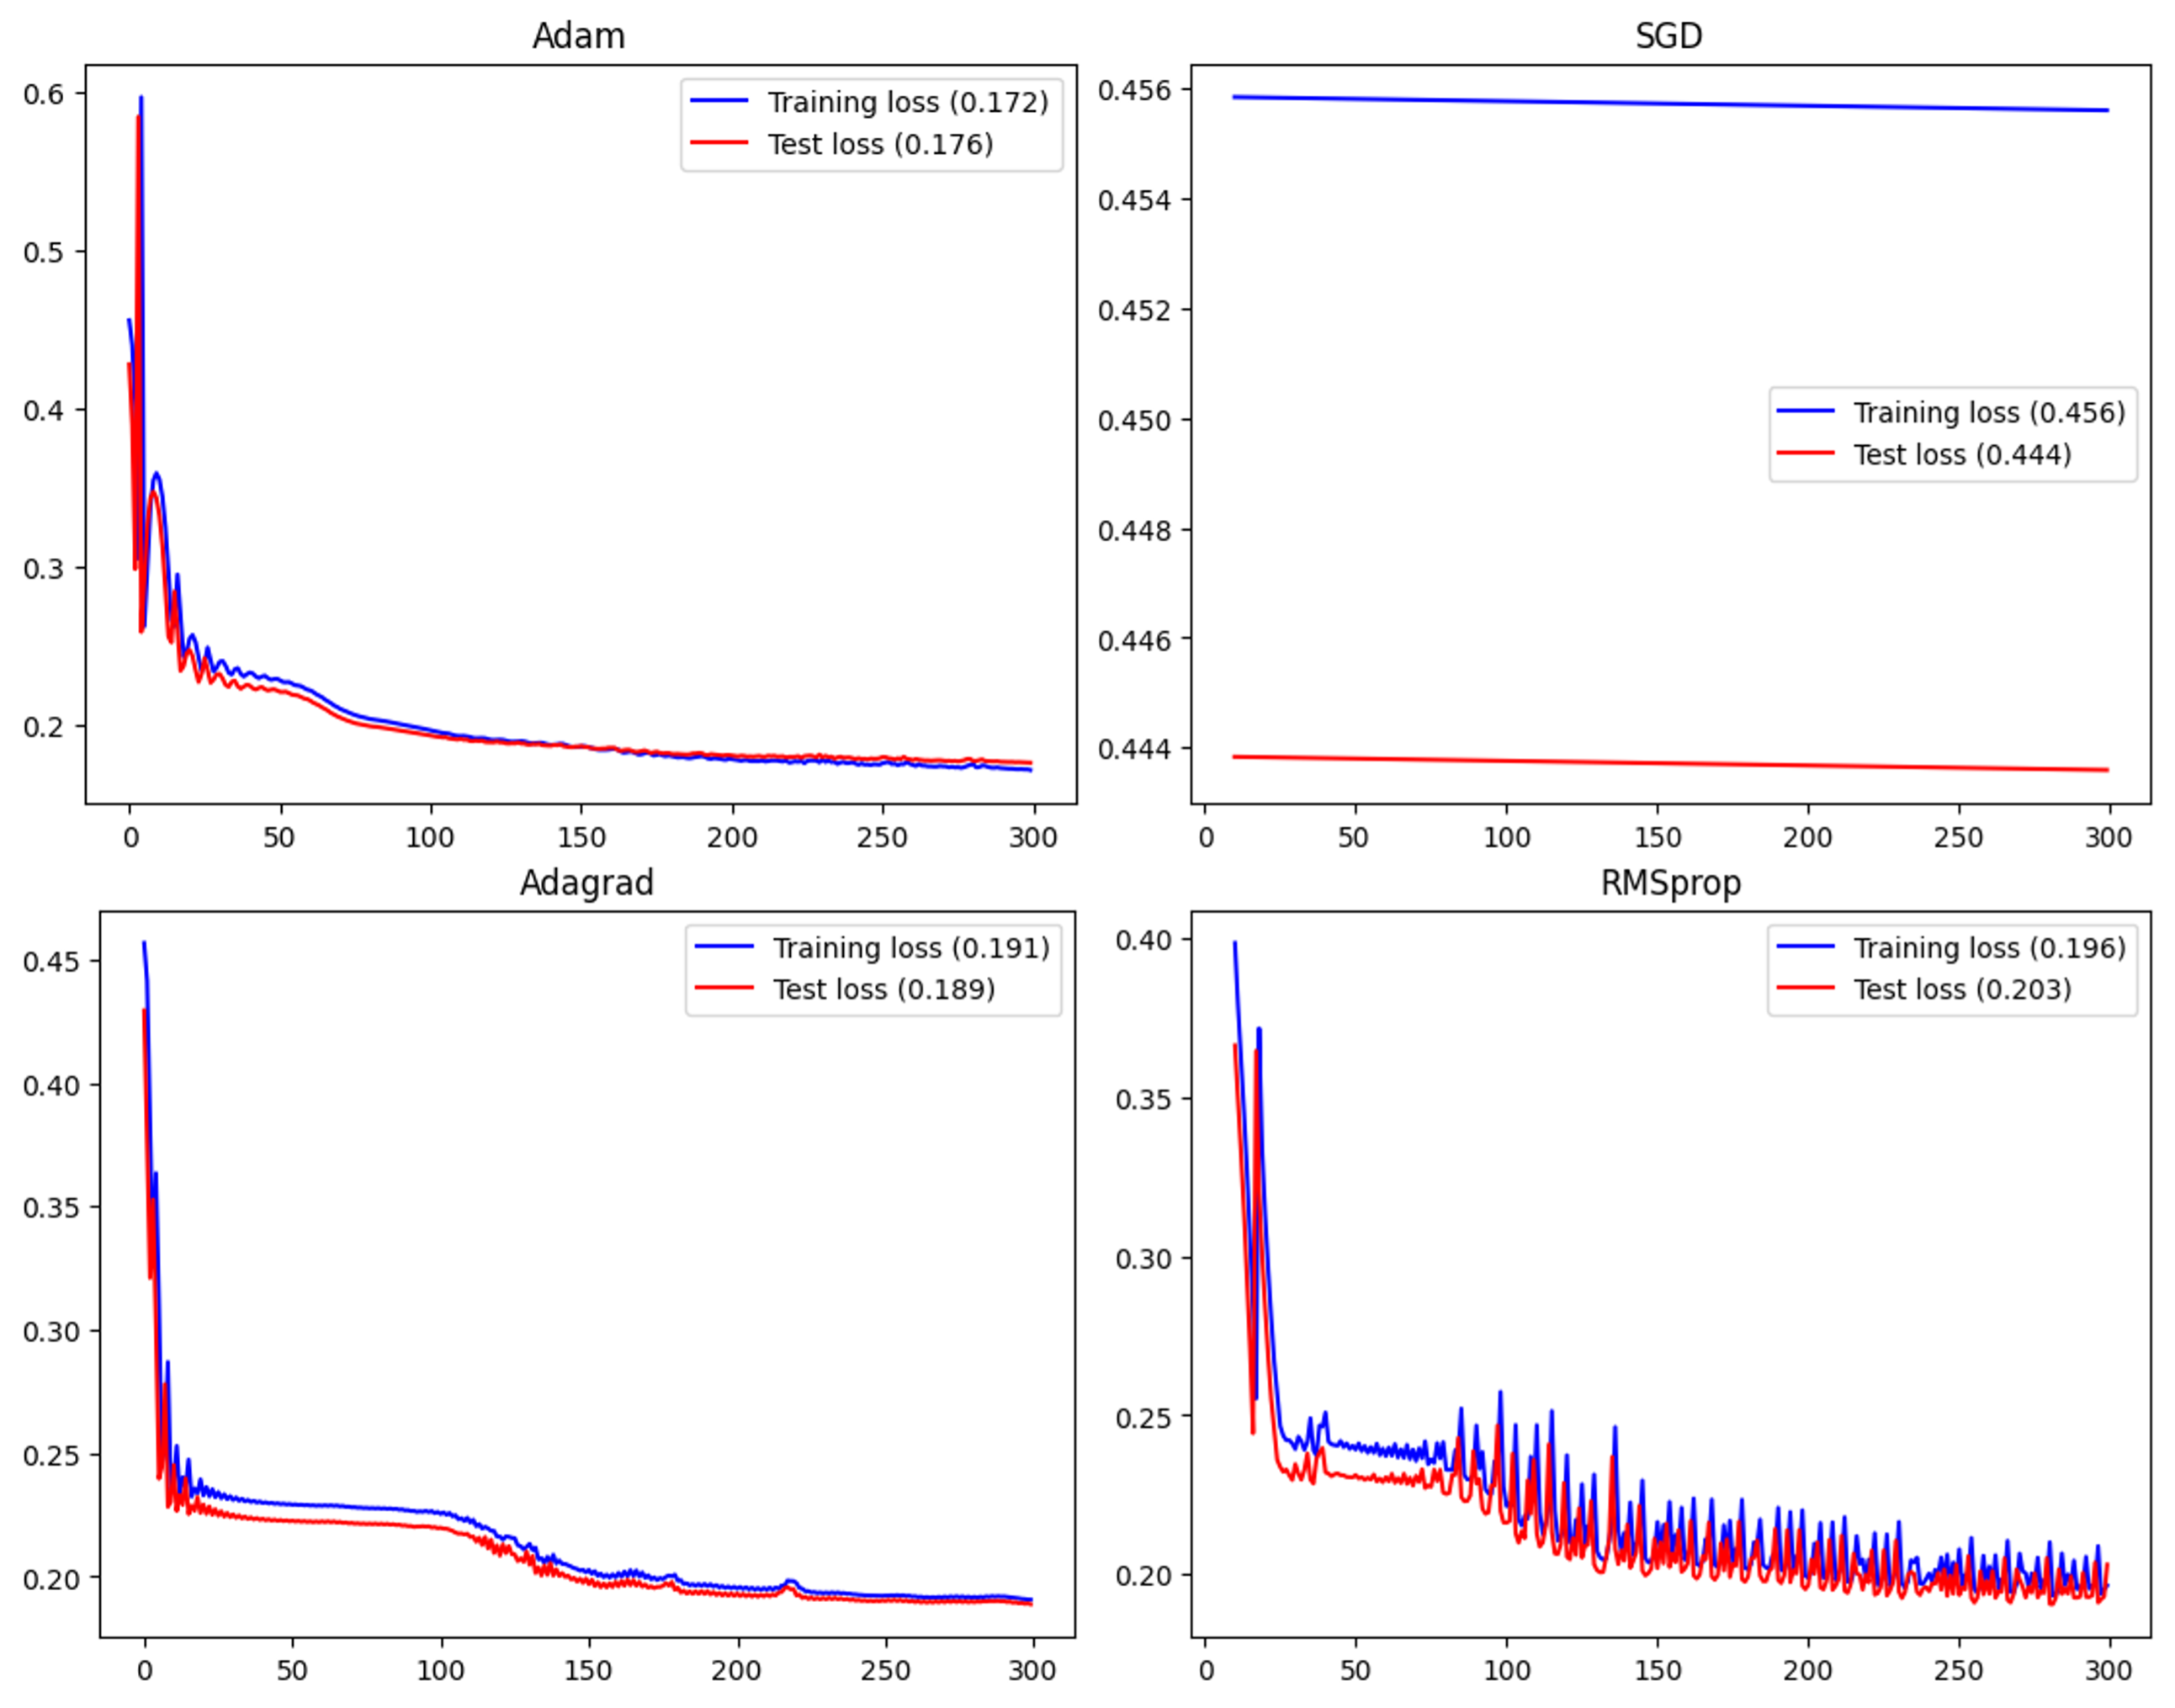 Adam
0.6
0.5
0.4
0.3
0.2
0 50 100 150 200 250 300
Training loss (0.172)
Test loss (0.176)
SGD
0.456
0.454
0.452
0.450
0.448
0.446
0.444
0 50 100 150 200 250 300
Training loss (0.456)
Test loss (0.444)
Adagrad
0.45
0.40
0.35
0.30
0.25
0.20
0 50 100 150 200 250 300
Training loss (0.191)
Test loss (0.189)
RMSprop
0.40
0.35
0.30
0.25
0.20
0 50 100 150 200 250 300
Training loss (0.196)
Test loss (0.203)